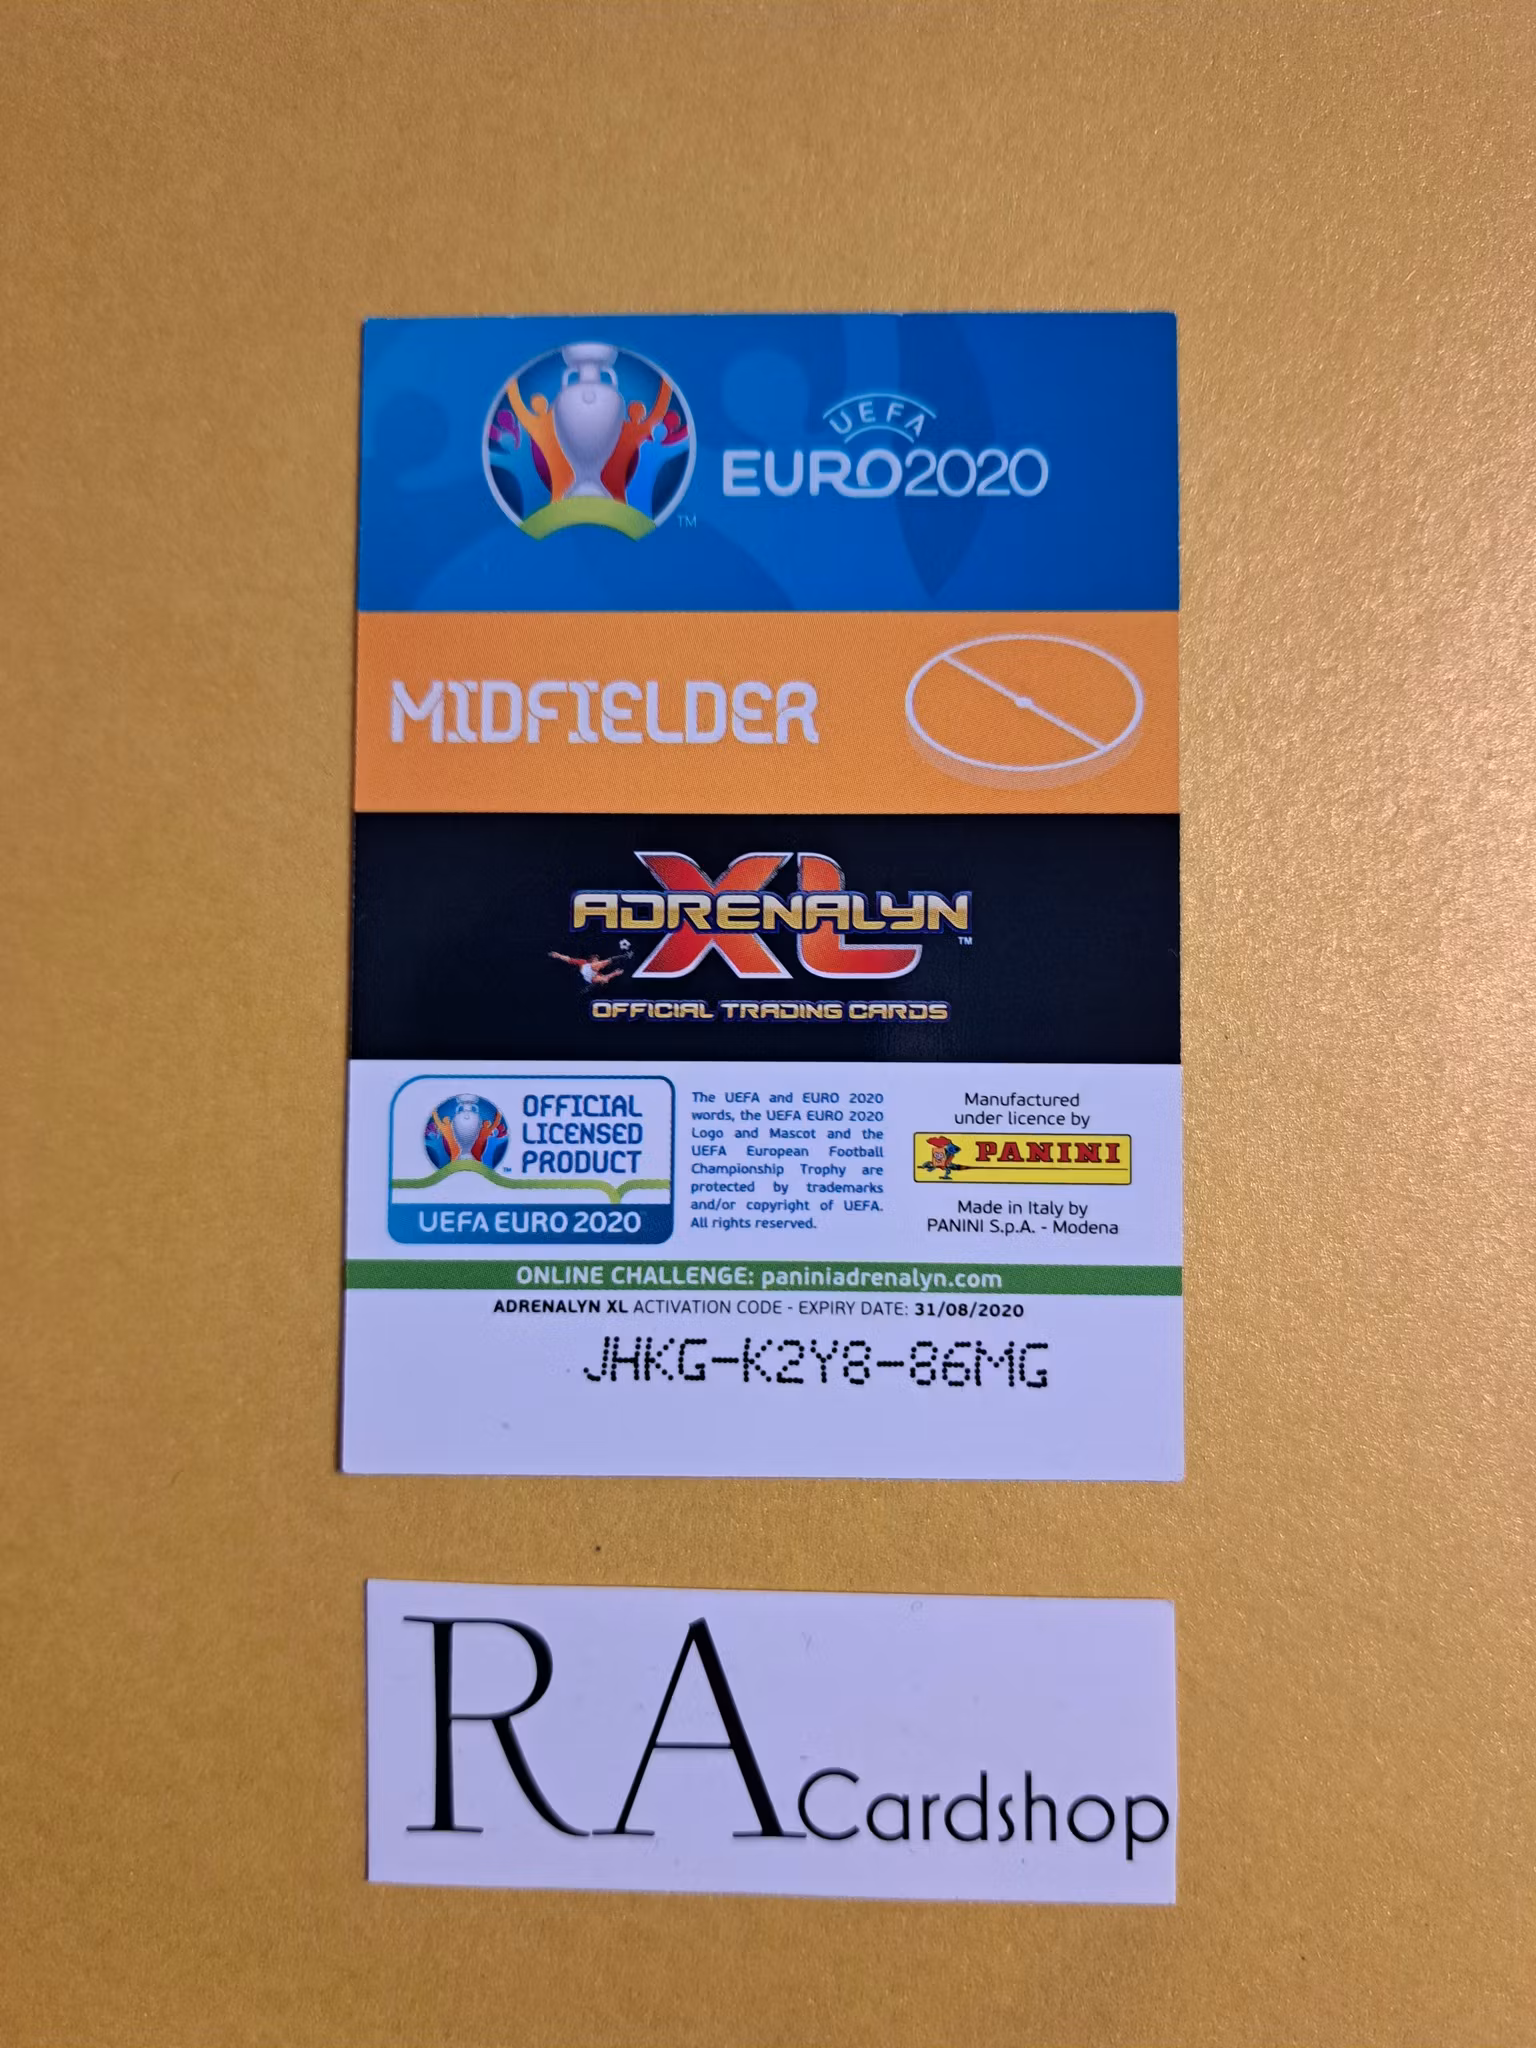 UEFA
EURO2020
TM
MIDFIELDER
XL
ADRENALYN
TM
OFFICIAL TRADING CARDS
OFFICIAL
LICENSED
PRODUCT
TM
UEFA EURO 2020
The UEFA and EURO 2020
words, the UEFA EURO 2020
Logo and Mascot and the
UEFA European Football
Championship Trophy are
protected by trademarks
and/or copyright of UEFA.
All rights reserved.
Manufactured
under licence by
PANINI
Made in Italy by
PANINI S.p.A. - Modena
ONLINE CHALLENGE: paniniadrenalyn.com
ADRENALYN XL ACTIVATION CODE - EXPIRY DATE: 31/08/2020
JHKG-K2Y8-86MG
RA Cardshop